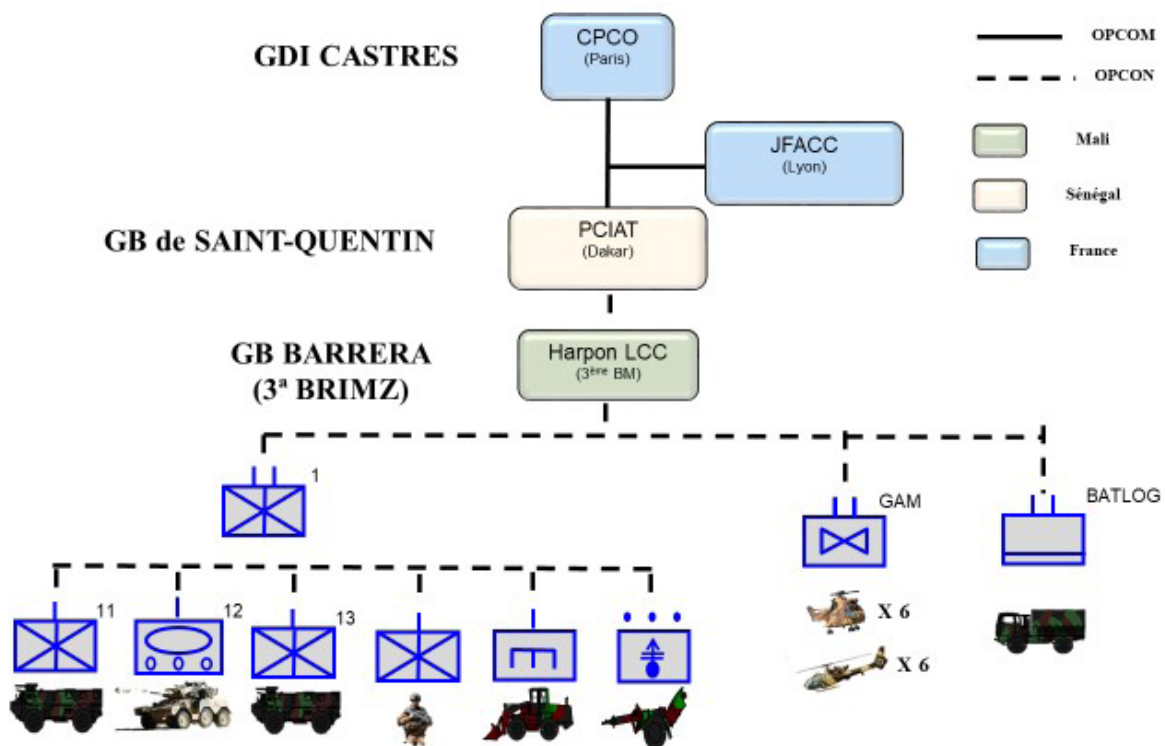 GDI CASTRES
CPCO
(Paris)
OPCOM
OPCON
JFACC
(Lyon)
Mali
Sénégal
France
GB de SAINT-QUENTIN
PCIAT
(Dakar)
GB BARRERA
(3ª BRIMZ)
Harpon LCC
(3ème BM)
1
GAM
BATLOG
11
12
13
X 6
X 6